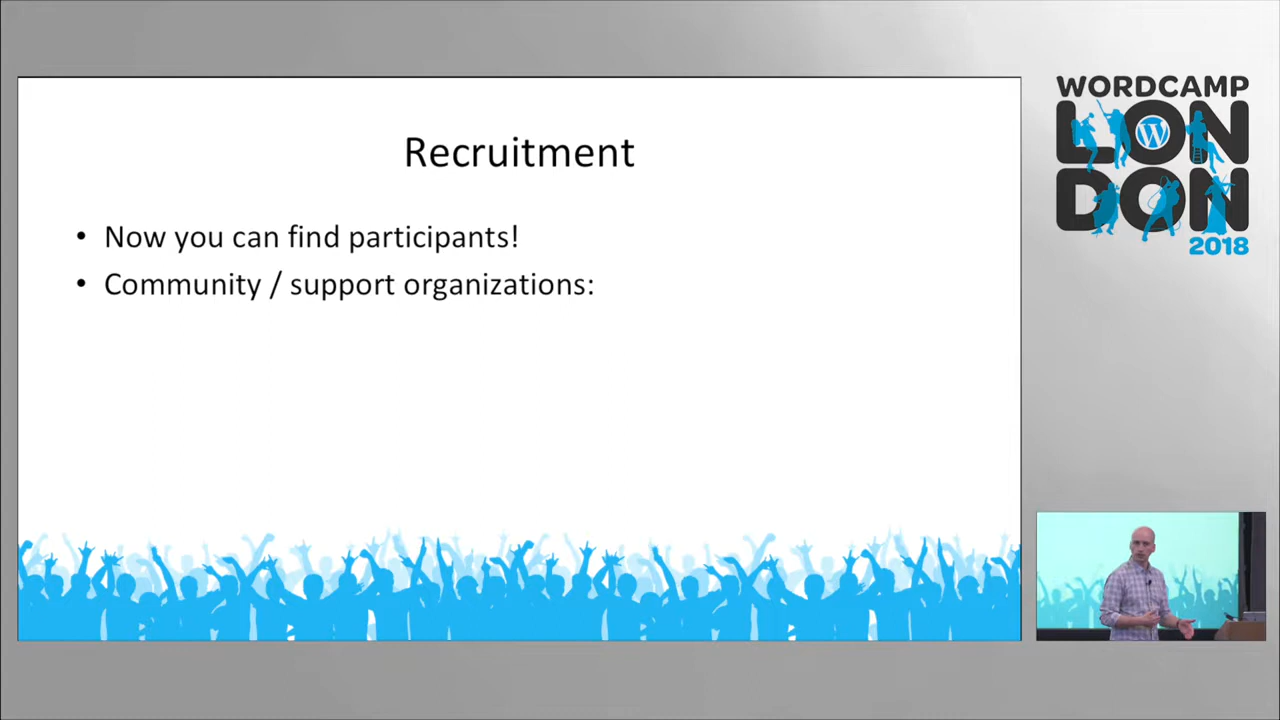 Recruitment
• Now you can find participants!
• Community / support organizations:
WORDCAMP
LON
DON
2018